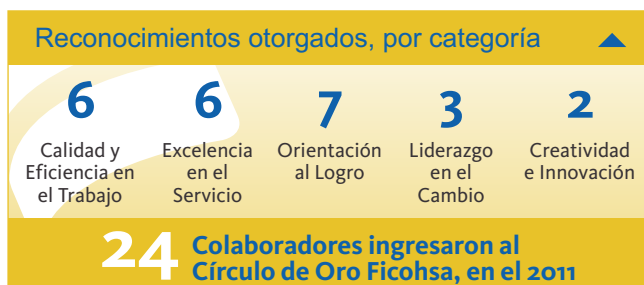 Reconocimientos otorgados, por categoría
6
Calidad y
Eficiencia en
el Trabajo
6
Excelencia
en el
Servicio
7
Orientación
al Logro
3
Liderazgo
en el
Cambio
2
Creatividad
e Innovación
24 Colaboradores ingresaron al
Círculo de Oro Ficohsa, en el 2011